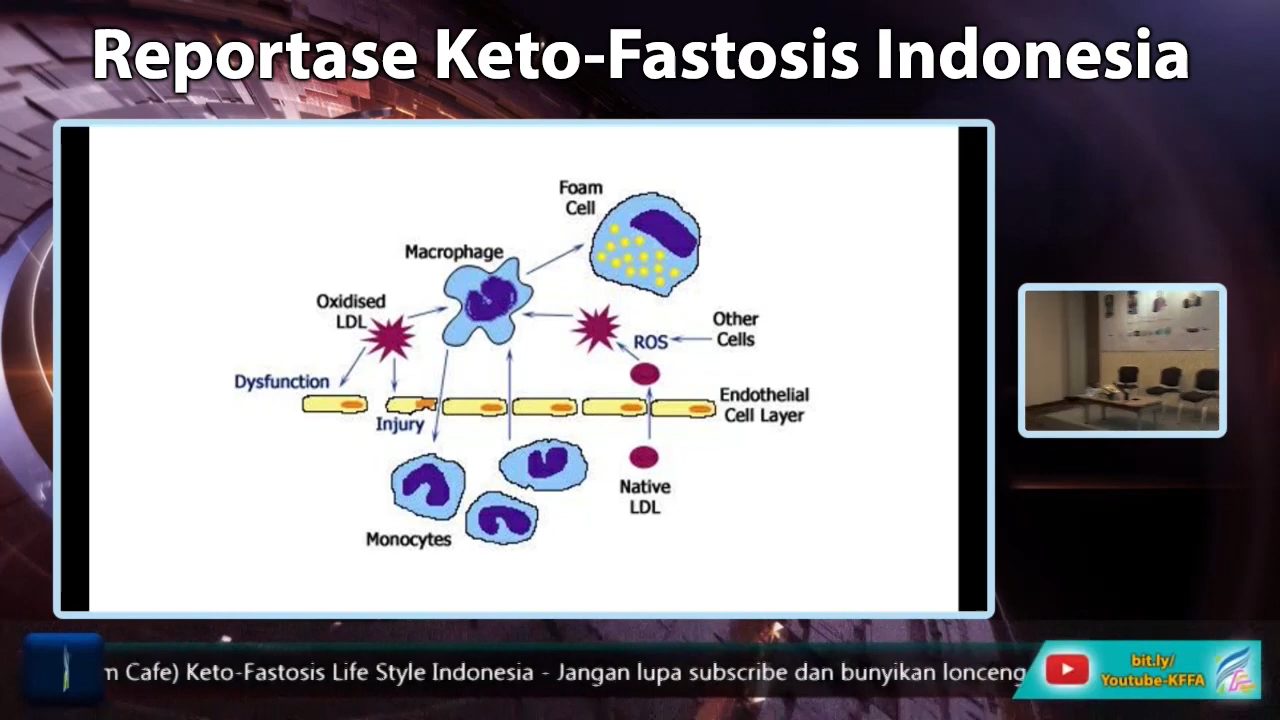 Reportase Keto-Fastosis Indonesia
Foam
Cell
Macrophage
Oxidised
LDL
Other
Cells
ROS
Dysfunction
Endothelial
Cell Layer
Injury
Native
LDL
Monocytes
m Cafe) Keto-Fastosis Life Style Indonesia - Jangan lupa subscribe dan bunyikan lonceng
bit.ly/
Youtube-KFFA